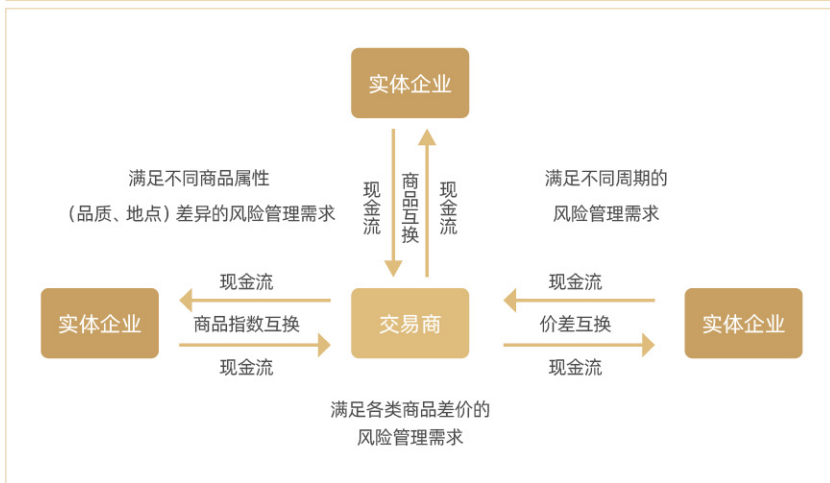 实体企业
满足不同商品属性
（品质、地点）差异的风险管理需求
现金流
商品互换
现金流
满足不同周期的
风险管理需求
实体企业
现金流
商品指数互换
现金流
交易商
现金流
价差互换
现金流
实体企业
满足各类商品差价的
风险管理需求